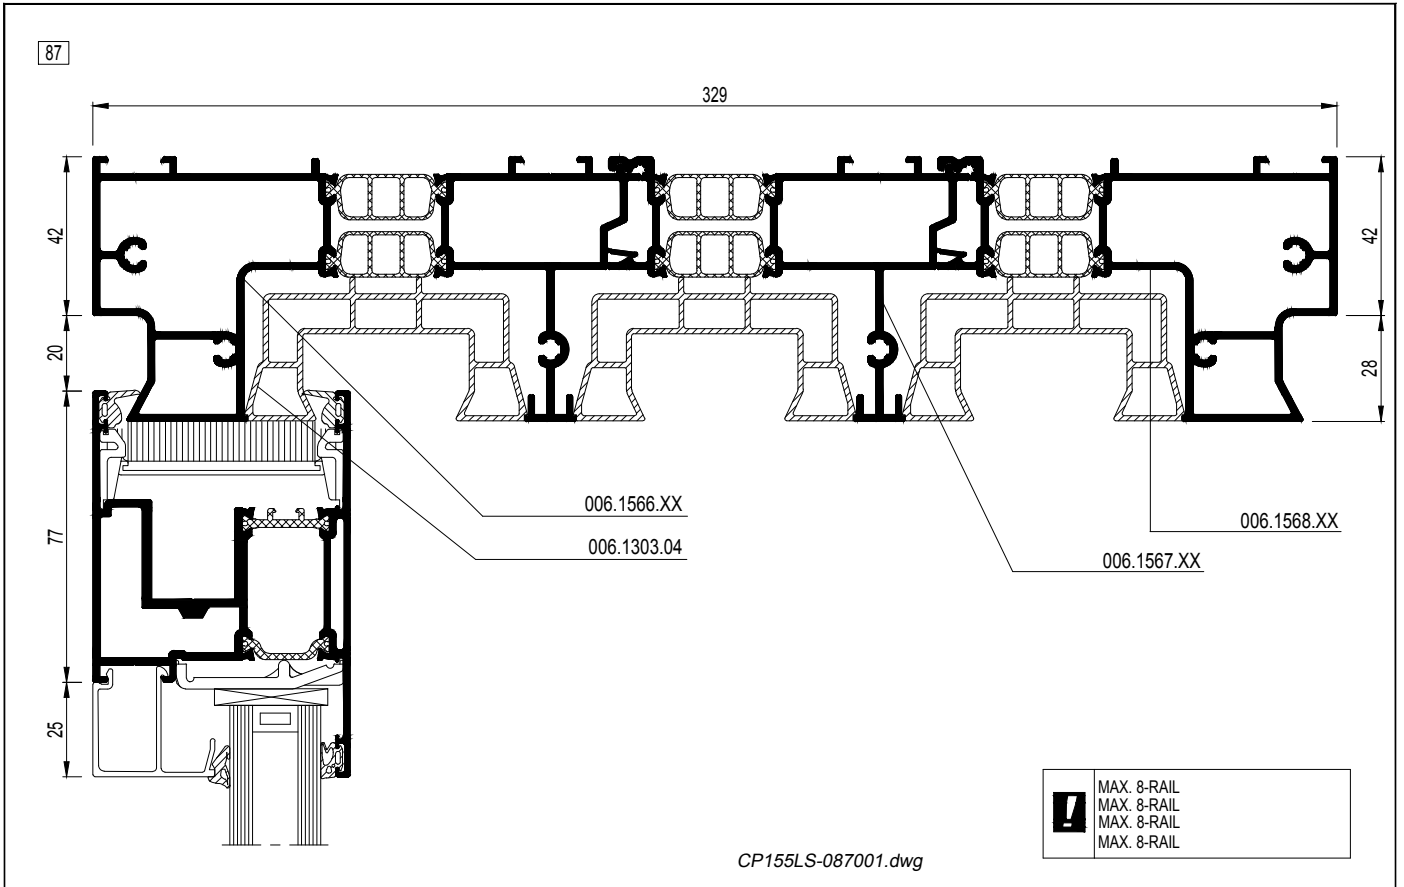 87
329
42
42
20
28
77
25
006.1566.XX
006.1303.04
006.1568.XX
006.1567.XX
MAX. 8-RAIL
MAX. 8-RAIL
MAX. 8-RAIL
MAX. 8-RAIL
!
CP155LS-087001.dwg